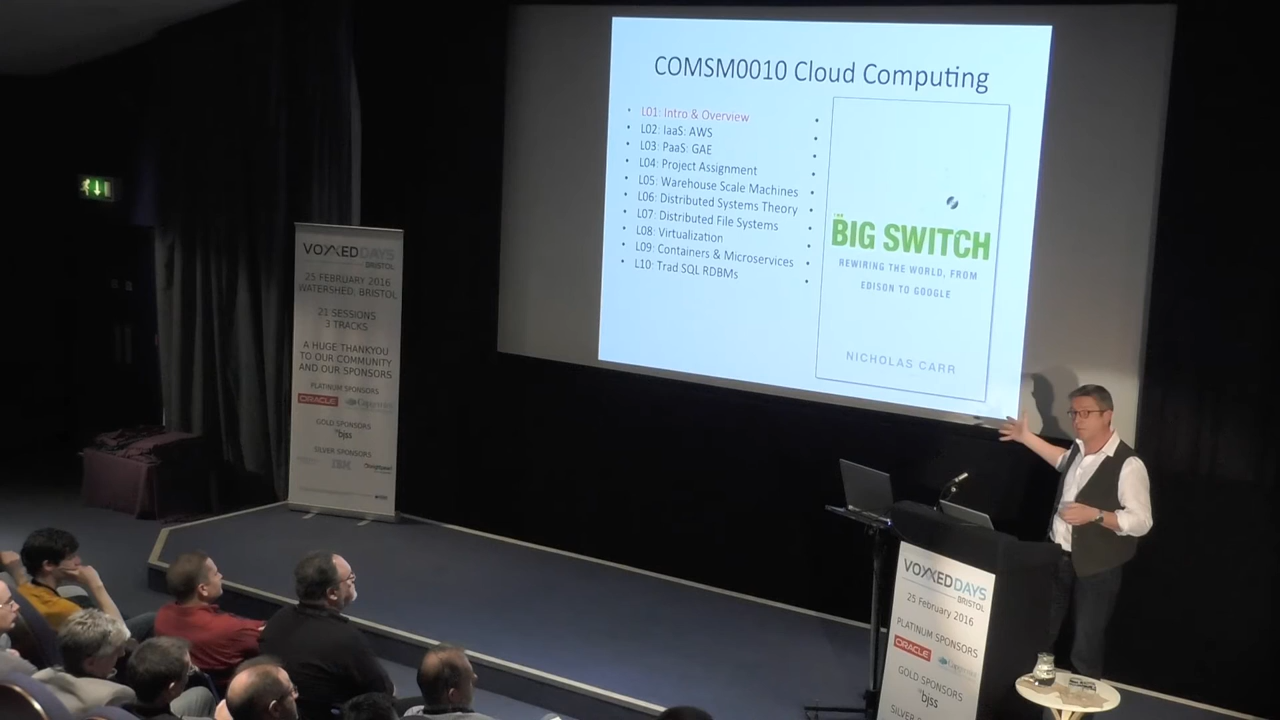 COMSM0010 Cloud Computing
• L01: Intro & Overview
• L02: IaaS: AWS
• L03: PaaS: GAE
• L04: Project Assignment
• L05: Warehouse Scale Machines
• L06: Distributed Systems Theory
• L07: Distributed File Systems
• L08: Virtualization
• L09: Containers & Microservices
• L10: Trad SQL RDBMs
THE
BIG SWITCH
REWIRING THE WORLD, FROM
EDISON TO GOOGLE
NICHOLAS CARR
VOXXEDDAYS
BRISTOL
25 FEBRUARY 2016
WATERSHED, BRISTOL
21 SESSIONS
3 TRACKS
A HUGE THANKYOU
TO OUR COMMUNITY
AND OUR SPONSORS
PLATINUM SPONSORS
ORACLE
GOLD SPONSORS
bjss
SILVER SPONSORS
IBM
VOXXEDDAYS
BRISTOL
25 February 2016
PLATINUM SPONSORS
ORACLE
GOLD SPONSORS
bjss
SILVER